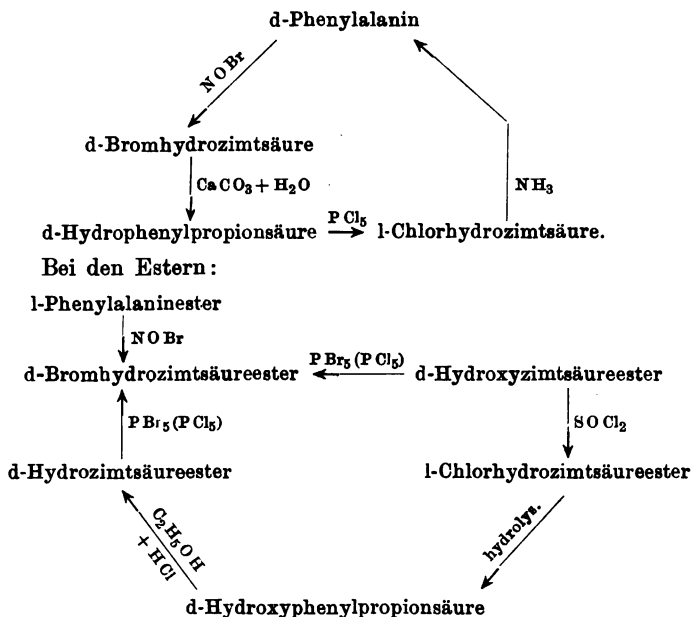 d-Phenylalanin
NOBr
d-Bromhydrozimtsäure
CaCO₃ + H₂O
NH₃
d-Hydrophenylpropionsäure PCl₅ l-Chlorhydrozimtsäure.
Bei den Estern:
l-Phenylalaninester
NOBr
d-Bromhydrozimtsäureester PBr₅ (PCl₅) d-Hydroxyzimtsäureester
PBr₅ (PCl₅)
SOCl₂
d-Hydrozimtsäureester l-Chlorhydrozimtsäureester
C₂H₅OH
+ HCl
hydrolys.
d-Hydroxyphenylpropionsäure